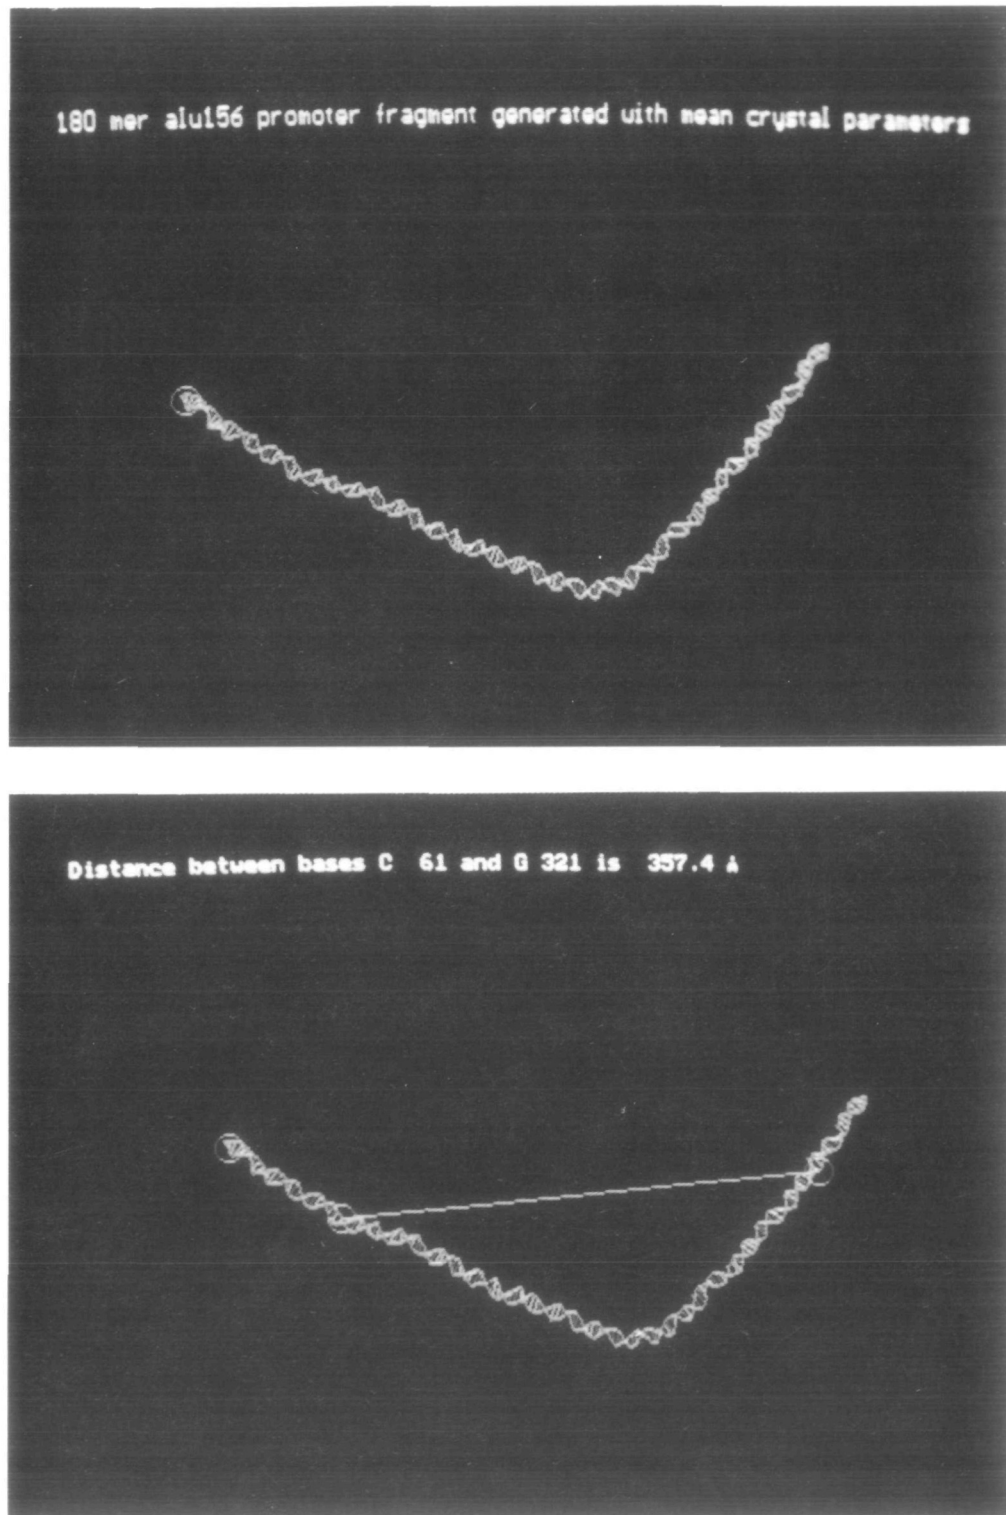 180 mer alu156 promoter fragment generated with mean crystal parameters
Distance between bases C 61 and G 321 is 357.4 Å